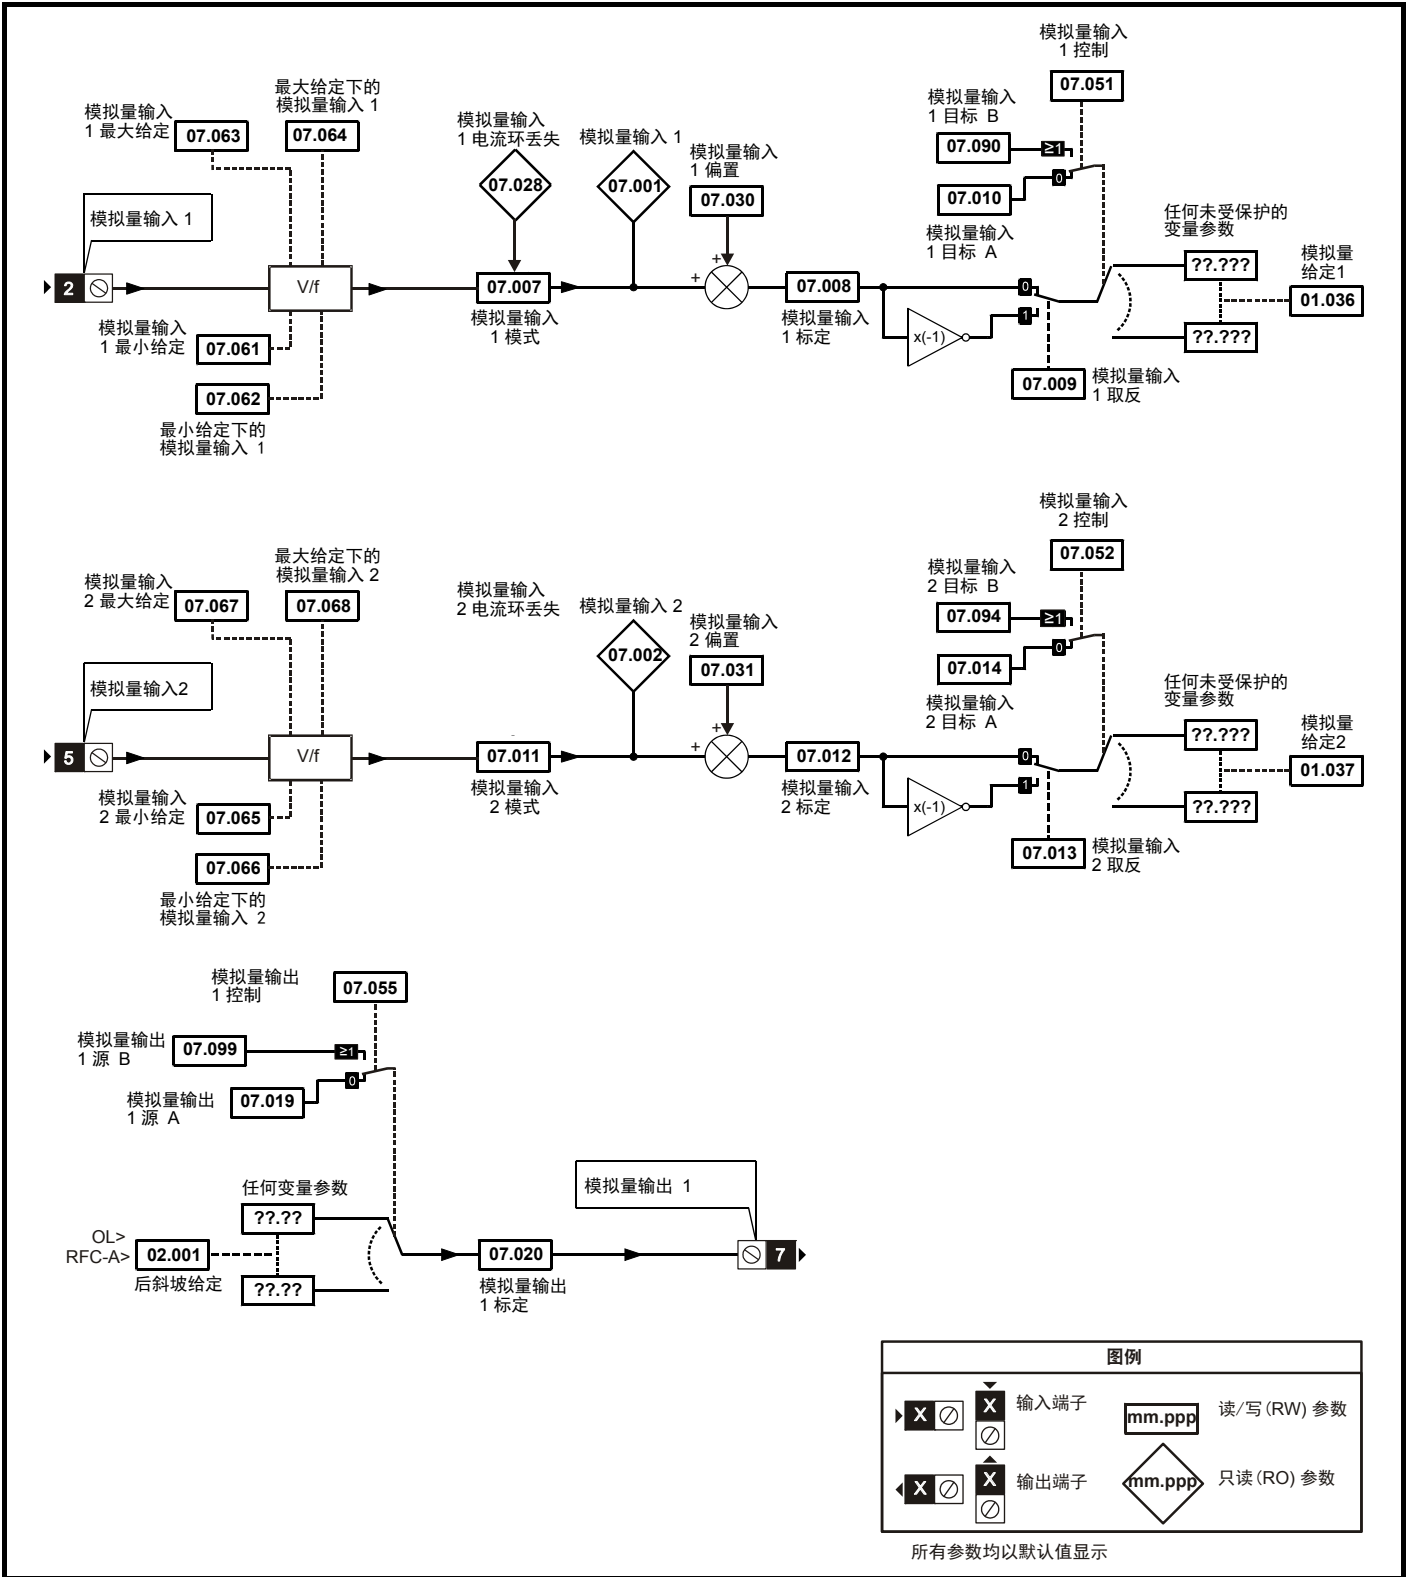 模拟量输入
1 控制
07.051
最大给定下的
模拟量输入 1
07.064
模拟量输入
1 最大给定
07.063
模拟量输入
1 电流环丢失
07.028
模拟量输入 1
07.001
模拟量输入
1 偏置
07.030
模拟量输入
1 目标 B
07.090
≥1
0
07.010
模拟量输入
1 目标 A
任何未受保护的
变量参数
??.???
??.???
模拟量
给定1
01.036
模拟量输入 1
2
V/f
07.007
模拟量输入
1 模式
+
+
07.008
模拟量输入
1 标定
x(-1)
0
1
07.009
模拟量输入
1 取反
模拟量输入
1 最小给定
07.061
07.062
最小给定下的
模拟量输入 1
模拟量输入
2 控制
07.052
最大给定下的
模拟量输入 2
07.068
模拟量输入
2 最大给定
07.067
模拟量输入
2 电流环丢失
模拟量输入 2
07.002
模拟量输入
2 偏置
07.031
模拟量输入
2 目标 B
07.094
≥1
0
07.014
模拟量输入
2 目标 A
任何未受保护的
变量参数
??.???
??.???
模拟量
给定2
01.037
模拟量输入2
5
V/f
07.011
模拟量输入
2 模式
+
+
07.012
模拟量输入
2 标定
x(-1)
0
1
07.013
模拟量输入
2 取反
模拟量输入
2 最小给定
07.065
07.066
最小给定下的
模拟量输入 2
模拟量输出
1 控制
07.055
模拟量输出
1 源 B
07.099
≥1
0
模拟量输出
1 源 A
07.019
任何变量参数
??.??
??.??
OL>
RFC-A>
02.001
后斜坡给定
07.020
模拟量输出
1 标定
模拟量输出 1
7
图例
X
X
输入端子
mm.ppp
读/写(RW) 参数
X
X
输出端子
mm.ppp
只读(RO) 参数
所有参数均以默认值显示